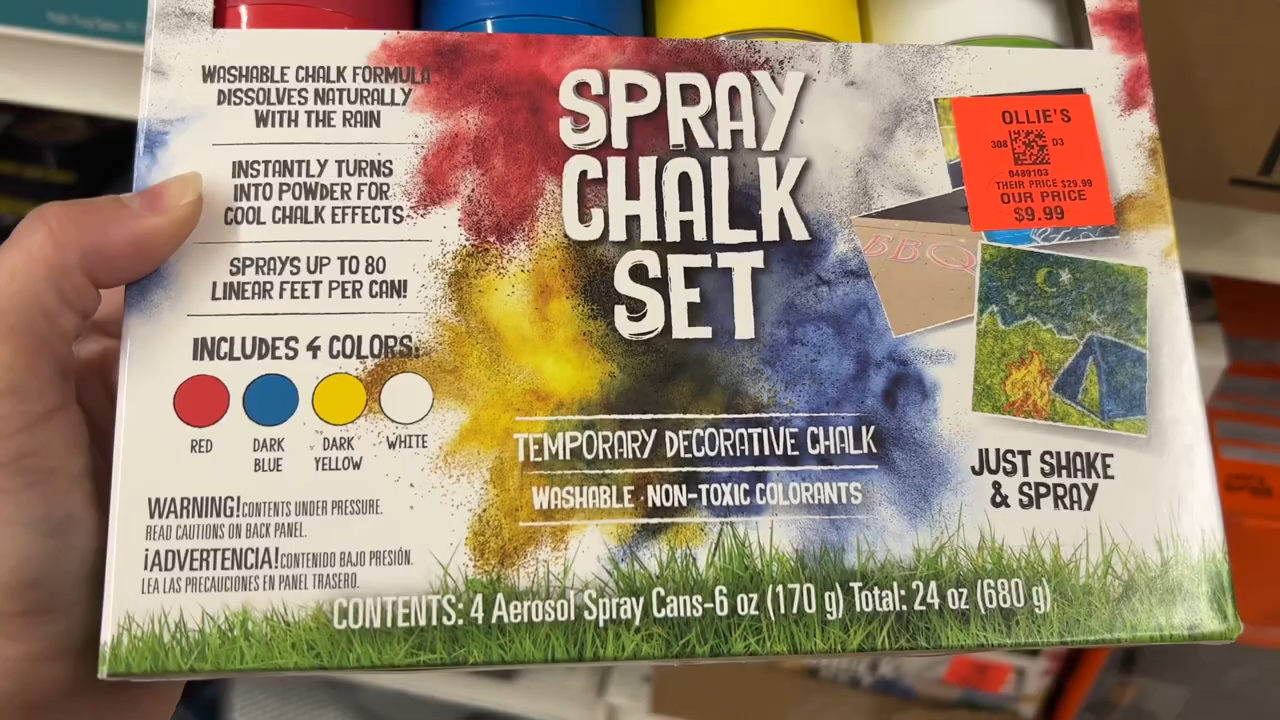 WASHABLE CHALK FORMULA
DISSOLVES NATURALLY
WITH THE RAIN
INSTANTLY TURNS
INTO POWDER FOR
COOL CHALK EFFECTS
SPRAYS UP TO 80
LINEAR FEET PER CAN!
INCLUDES 4 COLORS:
RED
DARK
BLUE
DARK
YELLOW
WHITE
WARNING! CONTENTS UNDER PRESSURE.
READ CAUTIONS ON BACK PANEL.
¡ADVERTENCIA! CONTENIDO BAJO PRESIÓN.
LEA LAS PRECAUCIONES EN PANEL TRASERO.
SPRAY
CHALK
SET
TEMPORARY DECORATIVE CHALK
WASHABLE · NON-TOXIC COLORANTS
OLLIE'S
308 D3
0489103
THEIR PRICE $29.99
OUR PRICE
$9.99
BBQ
JUST SHAKE
& SPRAY
CONTENTS: 4 Aerosol Spray Cans-6 oz (170 g) Total: 24 oz (680 g)